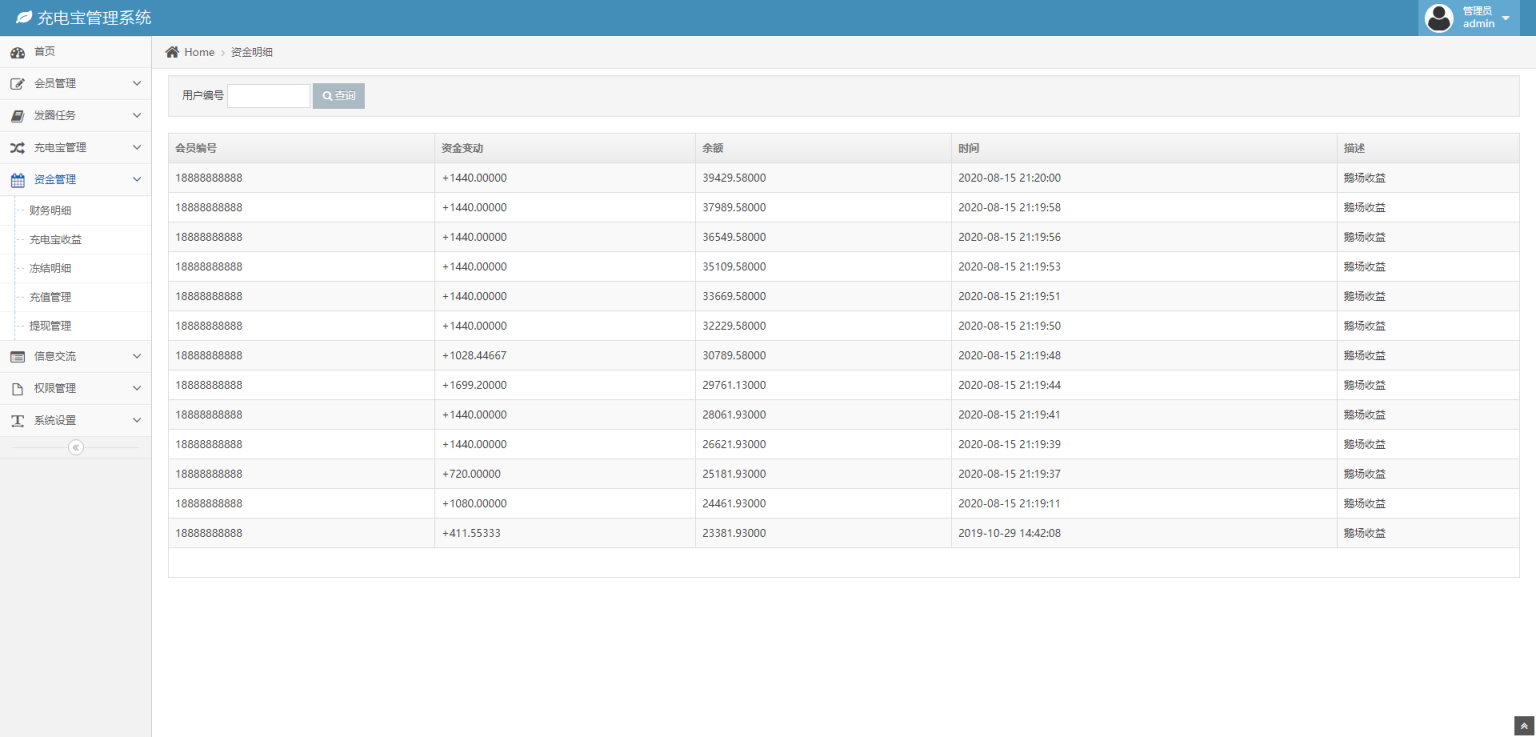 充电宝管理系统
管理员
admin
首页
会员管理
发圈任务
充电宝管理
资金管理
财务明细
充电宝收益
冻结明细
充值管理
提现管理
信息交流
权限管理
系统设置
Home > 资金明细
用户编号 查询
会员编号 资金变动 余额 时间 描述
18888888888 +1440.00000 39429.58000 2020-08-15 21:20:00 鹅场收益
18888888888 +1440.00000 37989.58000 2020-08-15 21:19:58 鹅场收益
18888888888 +1440.00000 36549.58000 2020-08-15 21:19:56 鹅场收益
18888888888 +1440.00000 35109.58000 2020-08-15 21:19:53 鹅场收益
18888888888 +1440.00000 33669.58000 2020-08-15 21:19:51 鹅场收益
18888888888 +1440.00000 32229.58000 2020-08-15 21:19:50 鹅场收益
18888888888 +1028.44667 30789.58000 2020-08-15 21:19:48 鹅场收益
18888888888 +1699.20000 29761.13000 2020-08-15 21:19:44 鹅场收益
18888888888 +1440.00000 28061.93000 2020-08-15 21:19:41 鹅场收益
18888888888 +1440.00000 26621.93000 2020-08-15 21:19:39 鹅场收益
18888888888 +720.00000 25181.93000 2020-08-15 21:19:37 鹅场收益
18888888888 +1080.00000 24461.93000 2020-08-15 21:19:11 鹅场收益
18888888888 +411.55333 23381.93000 2019-10-29 14:42:08 鹅场收益